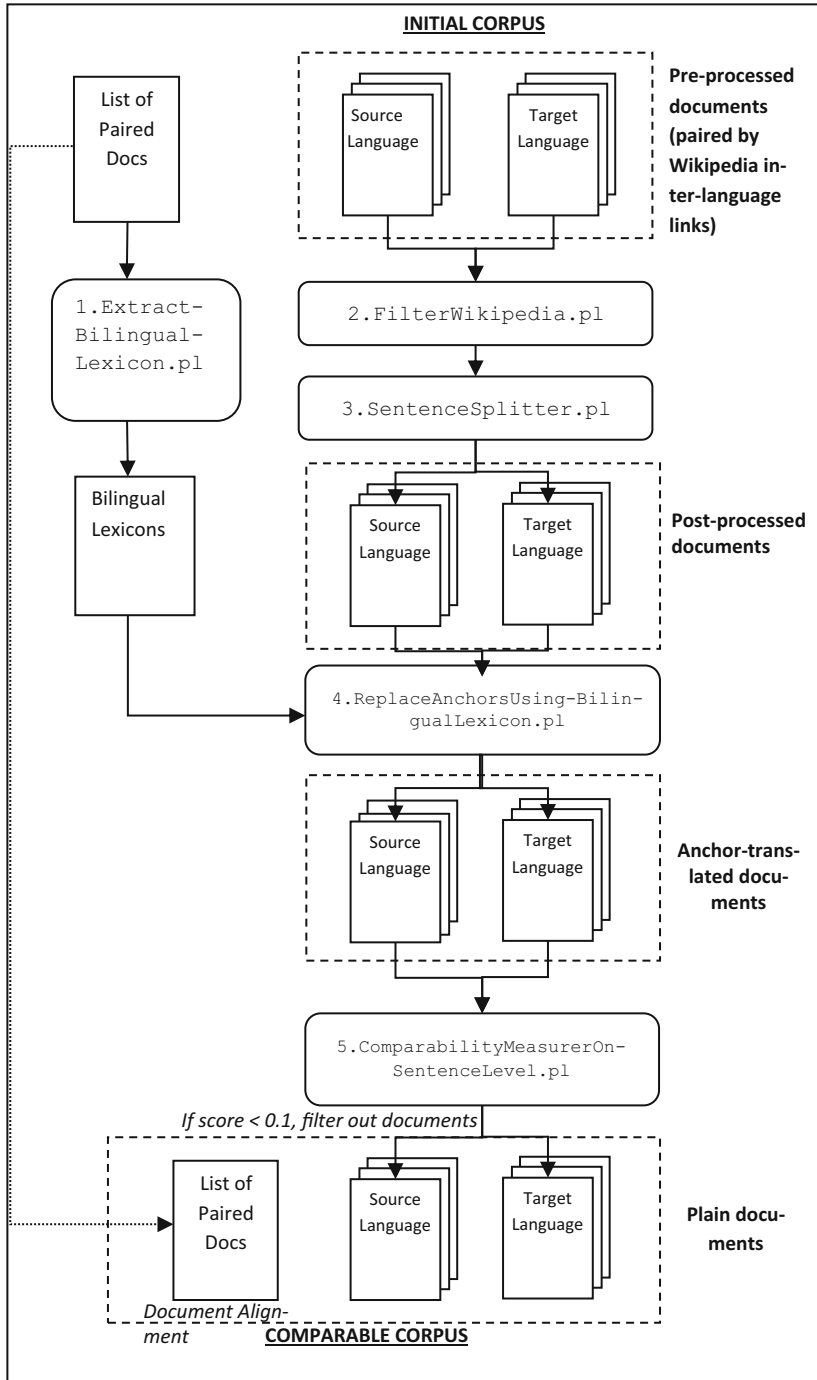 INITIAL CORPUS
List of
Paired
Docs
Source
Language
Target
Language
Pre-processed
documents
(paired by
Wikipedia in-
ter-language
links)
1.Extract-
Bilingual-
Lexicon.pl
2.FilterWikipedia.pl
3.SentenceSplitter.pl
Bilingual
Lexicons
Source
Language
Target
Language
Post-processed
documents
4.ReplaceAnchorsUsing-Bilin-
gualLexicon.pl
Source
Language
Target
Language
Anchor-trans-
lated docu-
ments
5.ComparabilityMeasurerOn-
SentenceLevel.pl
If score < 0.1, filter out documents
List of
Paired
Docs
Source
Language
Target
Language
Plain docu-
ments
Document Align-
ment
COMPARABLE CORPUS